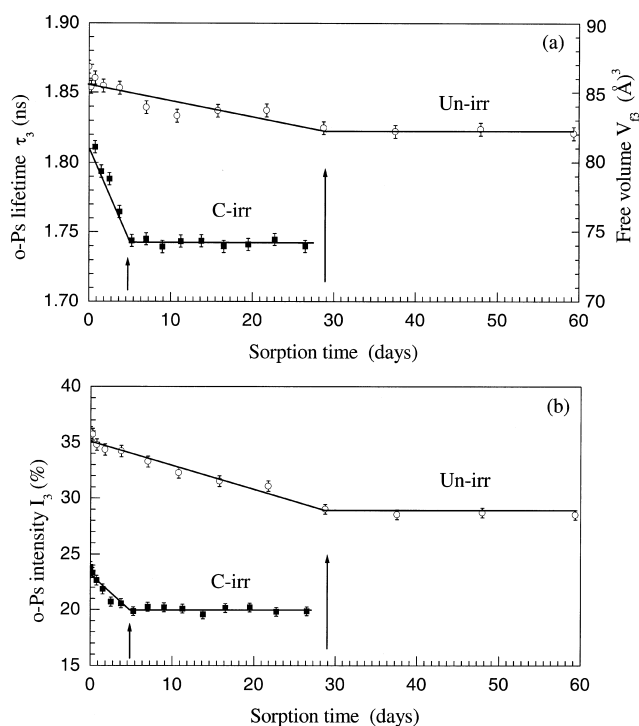 (a)
o-Ps lifetime τ3 (ns)
1.90
1.85
1.80
1.75
1.70
Un-irr
C-irr
90
85
80
75
70
Free volume Vf3 (Å)3
0 10 20 30 40 50 60
Sorption time (days)
(b)
o-Ps intensity I3 (%)
40
35
30
25
20
15
Un-irr
C-irr
0 10 20 30 40 50 60
Sorption time (days)